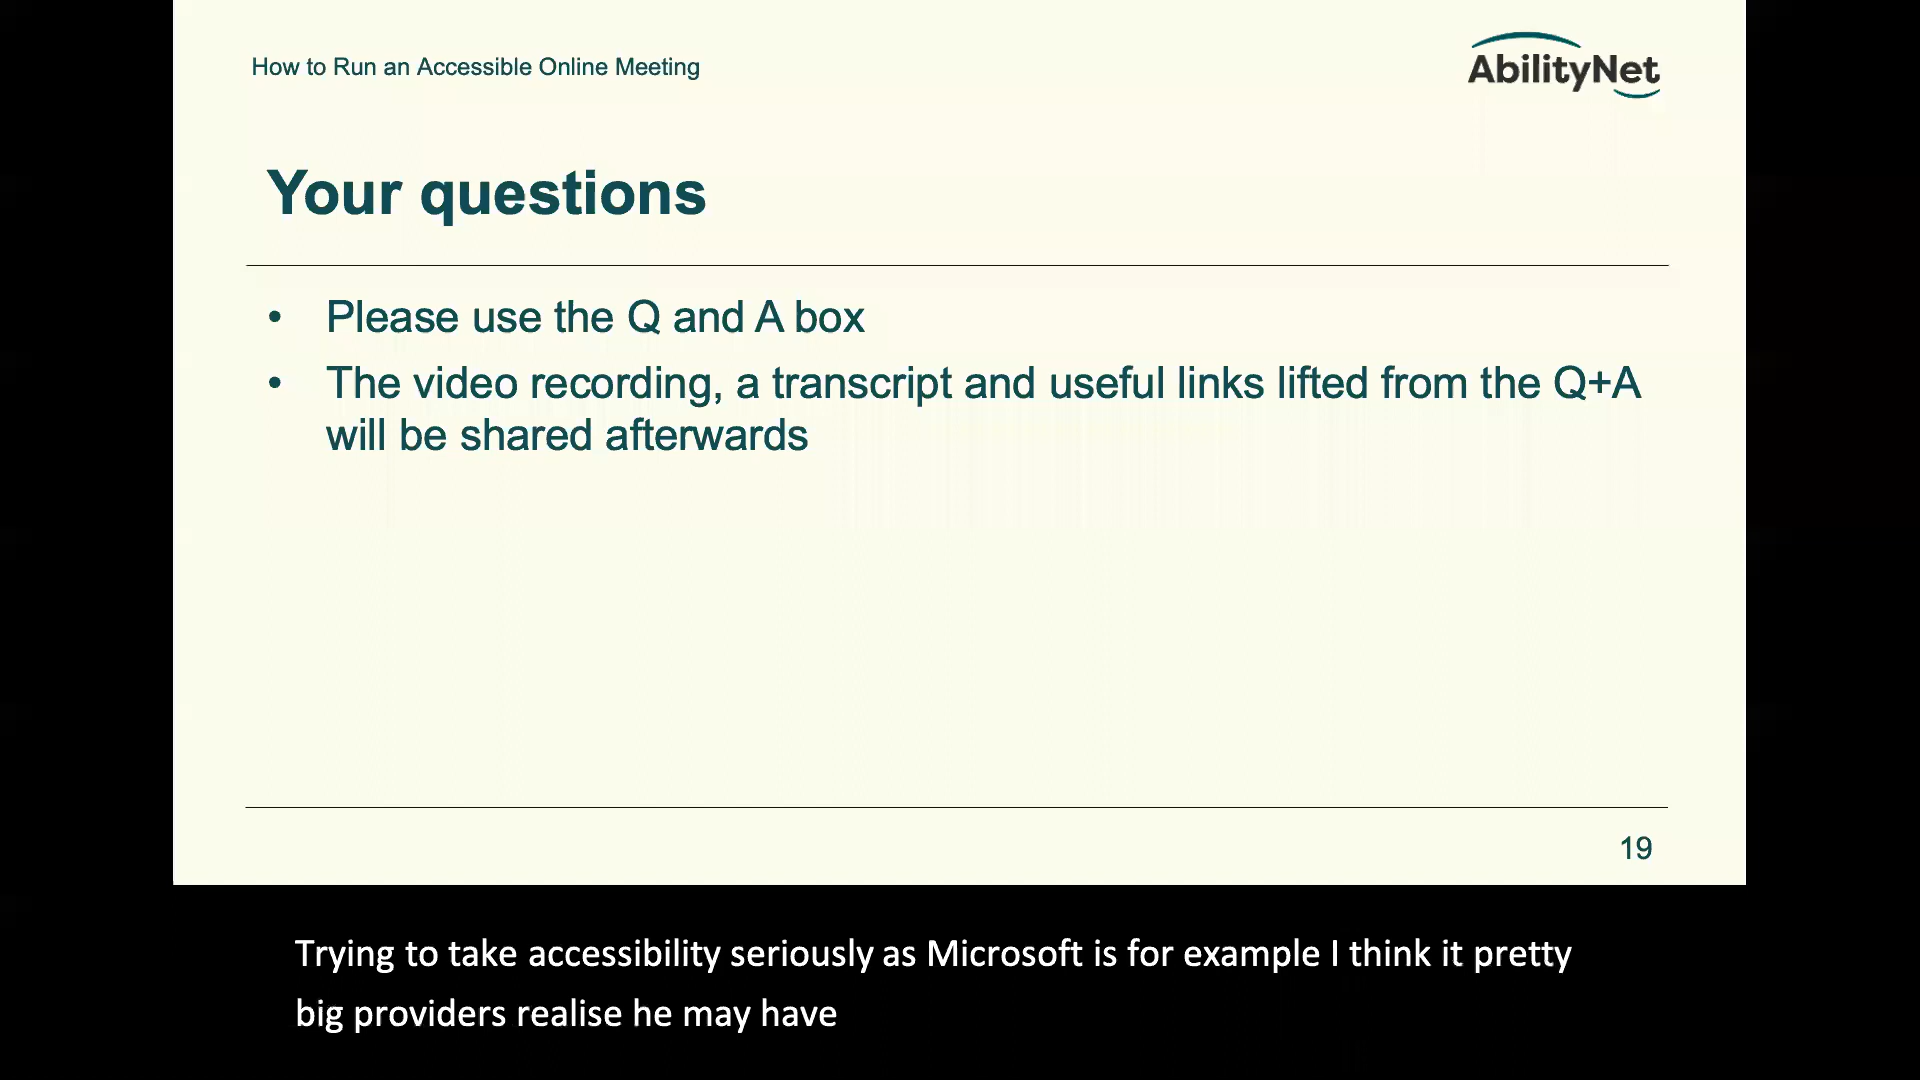 How to Run an Accessible Online Meeting
AbilityNet
Your questions
• Please use the Q and A box
• The video recording, a transcript and useful links lifted from the Q+A
will be shared afterwards
19
Trying to take accessibility seriously as Microsoft is for example I think it pretty
big providers realise he may have